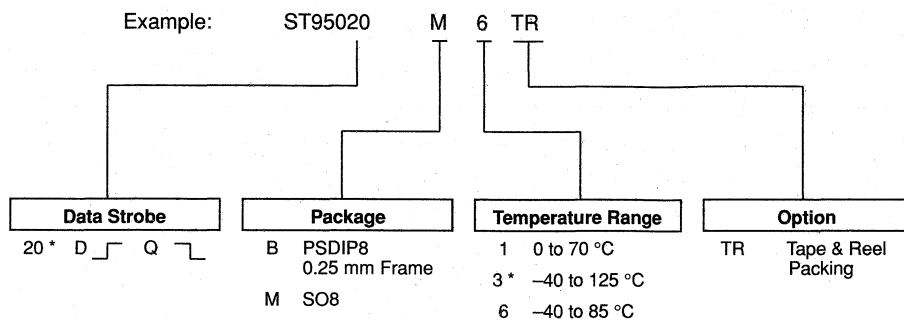 Example: ST95020 M 6 TR
Data Strobe
20 * D Q
Package
B PSDIP8
0.25 mm Frame
M SO8
Temperature Range
1 0 to 70 °C
3 * –40 to 125 °C
6 –40 to 85 °C
Option
TR Tape & Reel
Packing